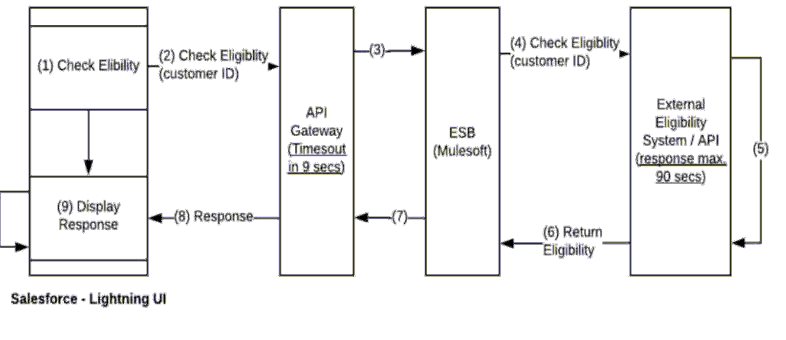 (1) Check Elibility
(2) Check Eligiblity
(customer ID)
(3)
(4) Check Eligiblity
(customer ID)
API
Gateway
(Timesout
in 9 secs)
ESB
(Mulesoft)
External
Eligibility
System / API
(response max.
90 secs)
(5)
(6) Return
Eligibility
(7)
(8) Response
(9) Display
Response
Salesforce - Lightning UI